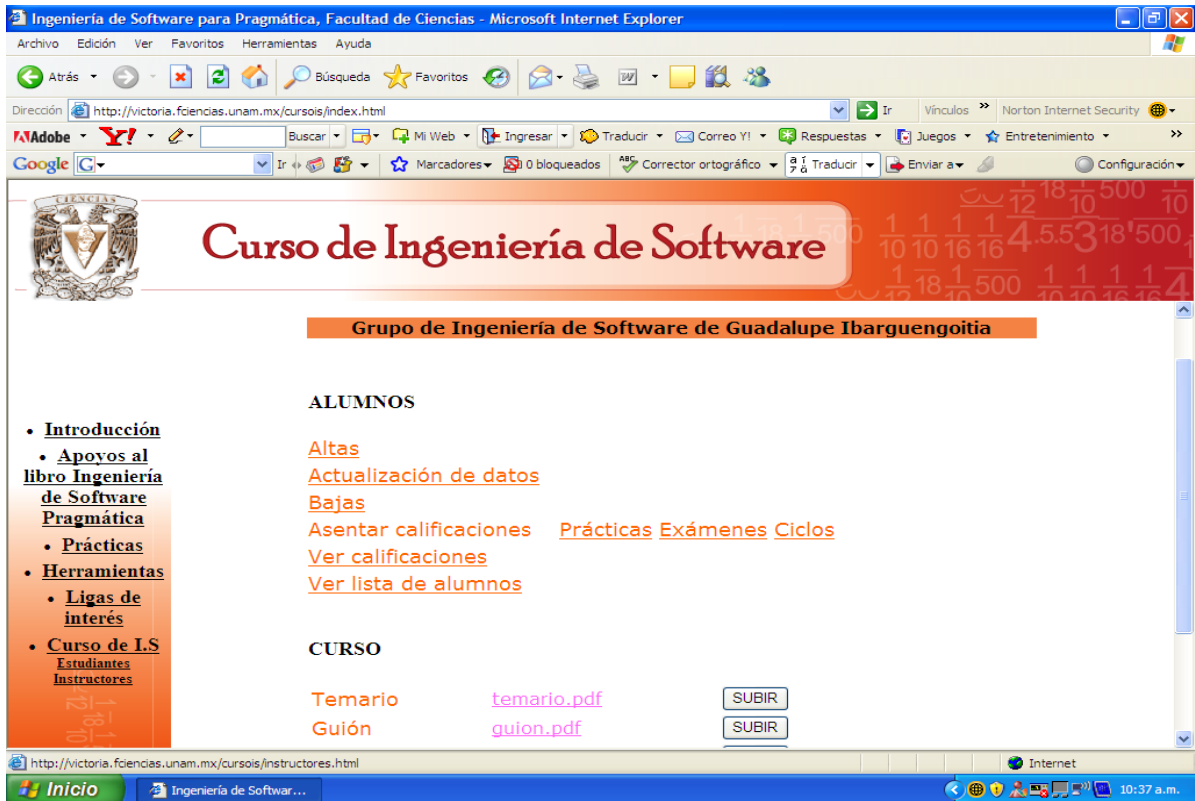 Ingeniería de Software para Pragmática, Facultad de Ciencias - Microsoft Internet Explorer
Archivo Edición Ver Favoritos Herramientas Ayuda
Atrás Búsqueda Favoritos
Dirección http://victoria.fciencias.unam.mx/cursois/index.html Ir Vínculos Norton Internet Security
Adobe Y! Buscar Mi Web Ingresar Traducir Correo Y! Respuestas Juegos Entretenimiento
Google G Ir Marcadores 0 bloqueados Corrector ortográfico Traducir Enviar a Configuración
CIENCIAS
Curso de Ingeniería de Software
Grupo de Ingeniería de Software de Guadalupe Ibarguengoitia
Introducción
Apoyos al
libro Ingeniería
de Software
Pragmática
Prácticas
Herramientas
Ligas de
interés
Curso de I.S
Estudiantes
Instructores
ALUMNOS
Altas
Actualización de datos
Bajas
Asentar calificaciones Prácticas Exámenes Ciclos
Ver calificaciones
Ver lista de alumnos
CURSO
Temario temario.pdf SUBIR
Guión guion.pdf SUBIR
http://victoria.fciencias.unam.mx/cursois/instructores.html Internet
Inicio Ingeniería de Softwar... 10:37 a.m.